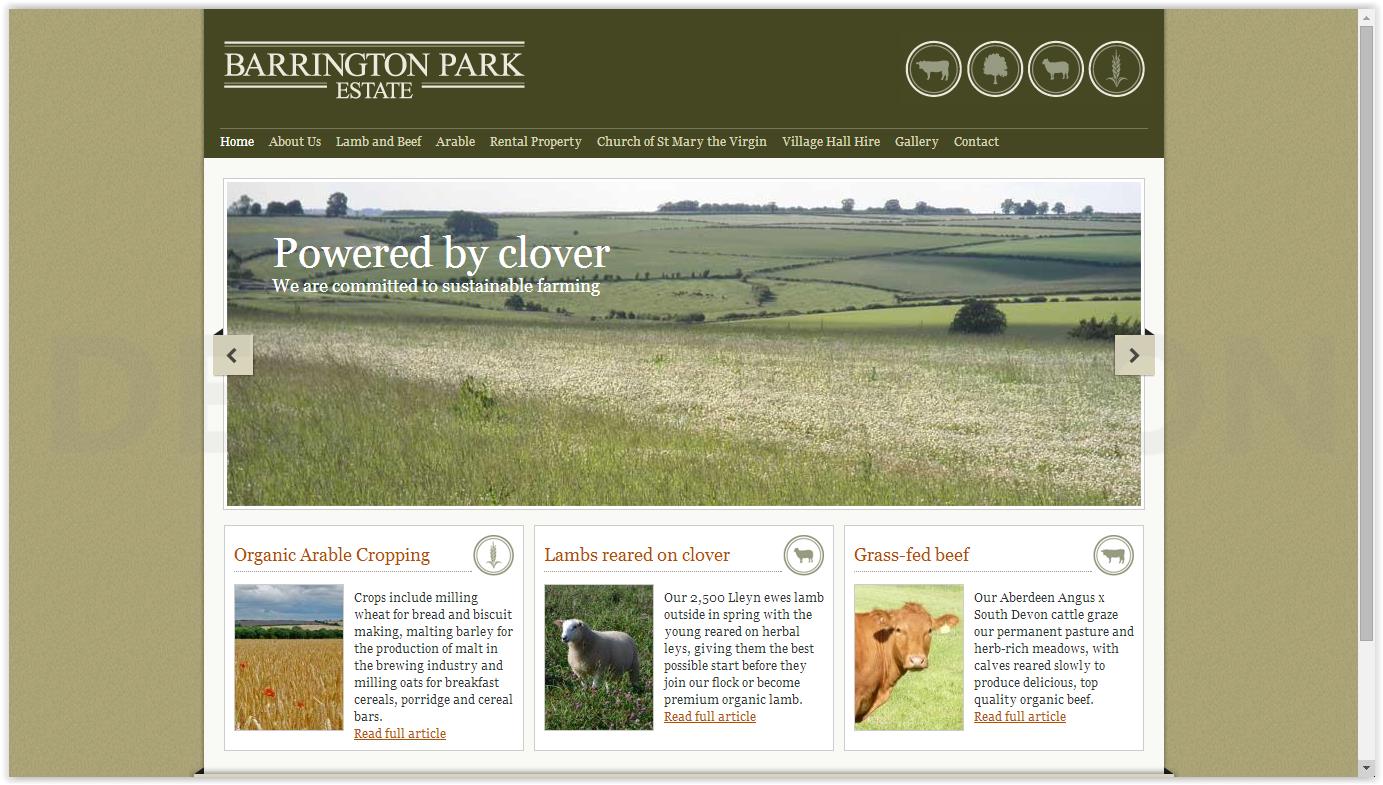 BARRINGTON PARK
ESTATE
Home About Us Lamb and Beef Arable Rental Property Church of St Mary the Virgin Village Hall Hire Gallery Contact
Powered by clover
We are committed to sustainable farming
Organic Arable Cropping
Crops include milling
wheat for bread and biscuit
making, malting barley for
the production of malt in
the brewing industry and
milling oats for breakfast
cereals, porridge and cereal
bars.
Read full article
Lambs reared on clover
Our 2,500 Lleyn ewes lamb
outside in spring with the
young reared on herbal
leys, giving them the best
possible start before they
join our flock or become
premium organic lamb.
Read full article
Grass-fed beef
Our Aberdeen Angus x
South Devon cattle graze
our permanent pasture and
herb-rich meadows, with
calves reared slowly to
produce delicious, top
quality organic beef.
Read full article